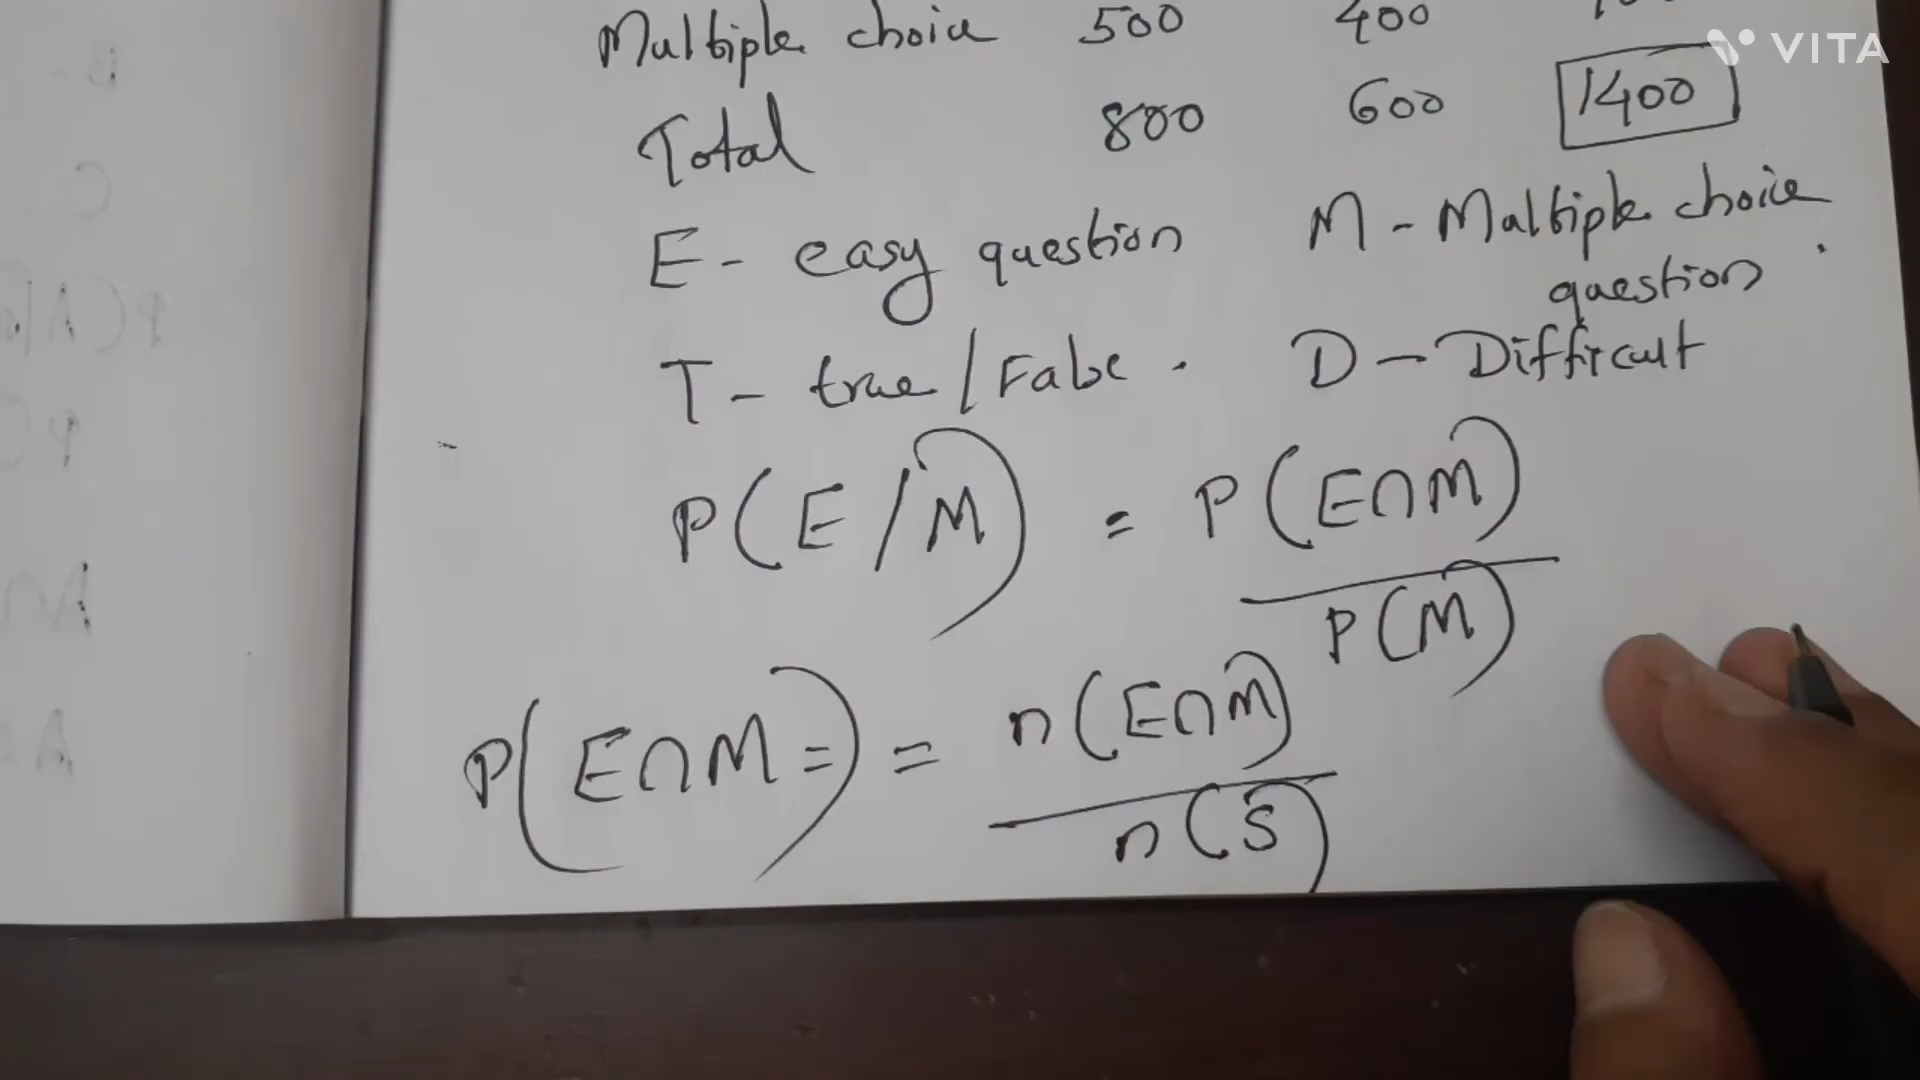 VITA
Multiple choice 500 400
Total 800 600 1400
E - easy question M - Multiple choice question.
T - true / False . D - Difficult
P(E/M) = P(E∩M) / P(M)
P(E∩M=) = n(E∩M) / n(S)